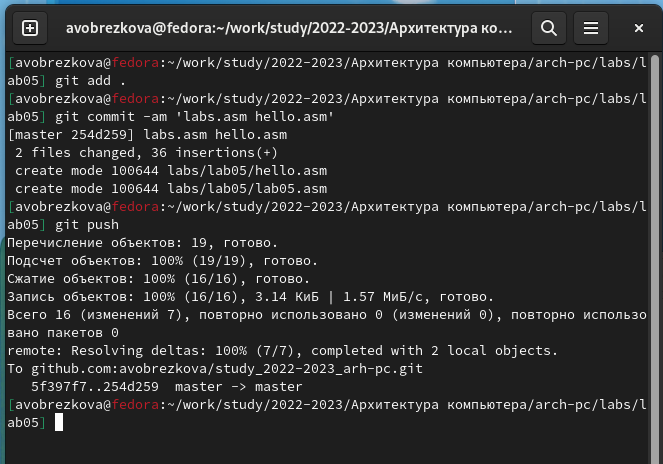 avobrezkova@fedora:~/work/study/2022-2023/Архитектура ко...
[avobrezkova@fedora:~/work/study/2022-2023/Архитектура компьютера/arch-pc/labs/l
ab05] git add .
[avobrezkova@fedora:~/work/study/2022-2023/Архитектура компьютера/arch-pc/labs/l
ab05] git commit -am 'labs.asm hello.asm'
[master 254d259] labs.asm hello.asm
 2 files changed, 36 insertions(+)
 create mode 100644 labs/lab05/hello.asm
 create mode 100644 labs/lab05/lab05.asm
[avobrezkova@fedora:~/work/study/2022-2023/Архитектура компьютера/arch-pc/labs/l
ab05] git push
Перечисление объектов: 19, готово.
Подсчет объектов: 100% (19/19), готово.
Сжатие объектов: 100% (16/16), готово.
Запись объектов: 100% (16/16), 3.14 КиБ | 1.57 МиБ/с, готово.
Всего 16 (изменений 7), повторно использовано 0 (изменений 0), повторно использо
вано пакетов 0
remote: Resolving deltas: 100% (7/7), completed with 2 local objects.
To github.com:avobrezkova/study_2022-2023_arh-pc.git
   5f397f7..254d259  master -> master
[avobrezkova@fedora:~/work/study/2022-2023/Архитектура компьютера/arch-pc/labs/l
ab05]